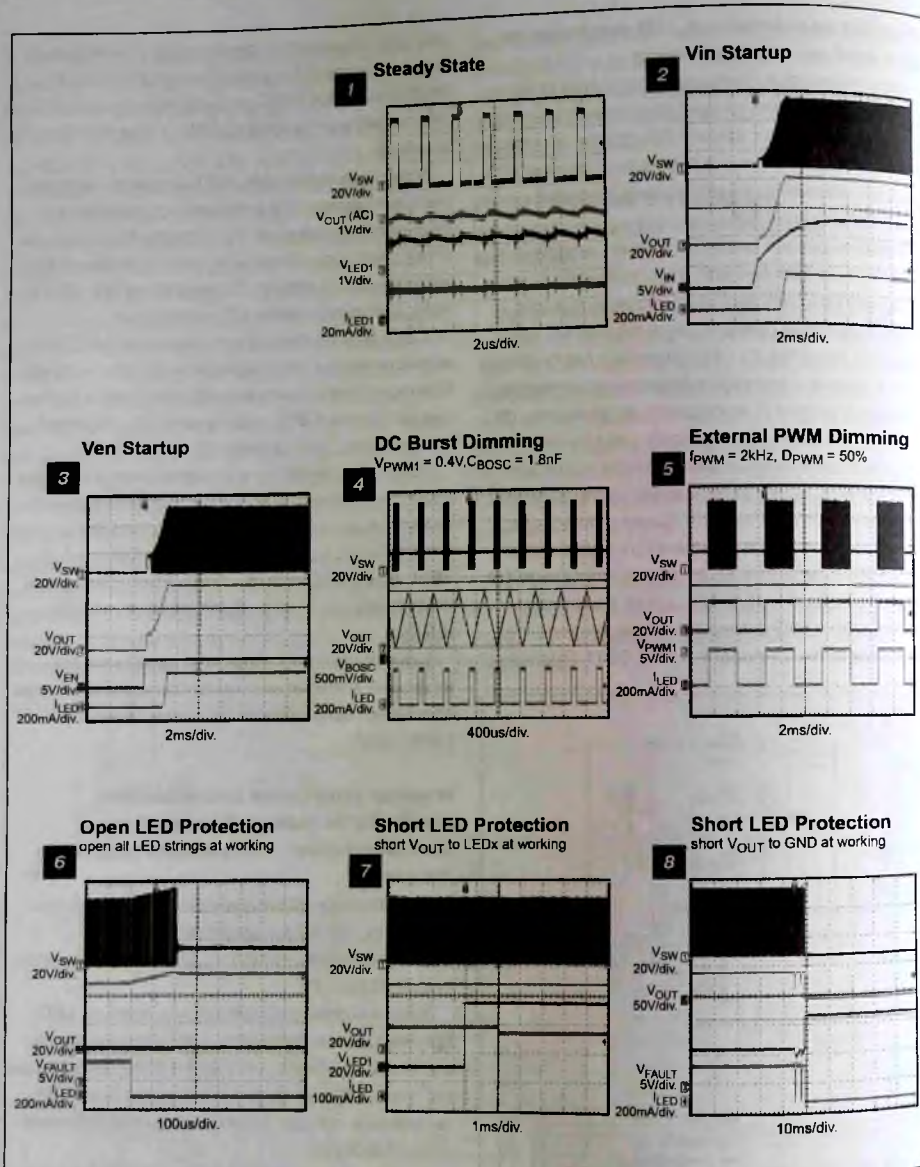 1
Steady State
VSW
20V/div.
VOUT (AC)
1V/div.
VLED1
1V/div.
ILED1
20mA/div.
2us/div.
2
Vin Startup
VSW
20V/div.
VOUT
20V/div.
VIN
5V/div.
ILED
200mA/div.
2ms/div.
3
Ven Startup
VSW
20V/div.
VOUT
20V/div.
VEN
5V/div
ILED
200mA/div.
2ms/div.
4
DC Burst Dimming
VPWM1 = 0.4V,CBOSC = 1.8nF
VSW
20V/div.
VOUT
20V/div.
VBOSC
500mV/div.
ILED
200mA/div.
400us/div.
5
External PWM Dimming
fPWM = 2kHz, DPWM = 50%
VSW
20V/div.
VOUT
20V/div.
VPWM1
5V/div.
ILED
200mA/div.
2ms/div.
6
Open LED Protection
open all LED strings at working
VSW
20V/div.
VOUT
20V/div.
VFAULT
5V/div
ILED
200mA/div.
100us/div.
7
Short LED Protection
short VOUT to LEDx at working
VSW
20V/div.
VOUT
20V/div.
VLED1
20V/div.
ILED
100mA/div.
1ms/div.
8
Short LED Protection
short VOUT to GND at working
VSW
20V/div.
VOUT
50V/div.
VFAULT
5V/div.
ILED
200mA/div.
10ms/div.